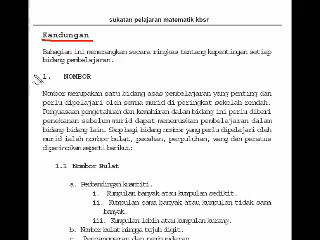 sukatan pelajaran matematik kbsr
Kandungan
Bahagian ini menerangkan secara ringkas tentang kepentingan setiap
bidang pembelajaran.
1. NOMBOR
Nombor merupakan satu bidang asas pembelajaran yang penting dan
perlu dipelajari oleh semua murid di peringkat sekolah rendah.
Penguasaan pengetahuan dan kemahiran dalam bidang ini perlu diberi
penekanan sebelum murid dapat meneruskan pembelajaran dalam
bidang-bidang lain. Skop bagi bidang nombor yang perlu dipelajari oleh
murid ialah nombor bulat, pecahan, perpuluhan, wang dan peratus
diperincikan seperti berikut:
1.1 Nombor Bulat
a. Perbandingan kuantiti.
i. Kumpulan banyak atau kumpulan sedikit.
ii. Kumpulan sama banyak atau kumpulan tidak sama
banyak.
iii. Kumpulan lebih atau kumpulan kurang.
b. Nombor bulat hingga tujuh digit.